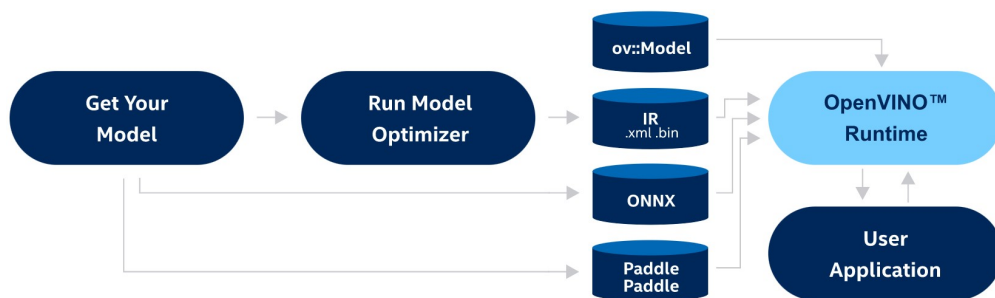 ov::Model
Get Your
Model
Run Model
Optimizer
IR
.xml .bin
OpenVINO™
Runtime
ONNX
Paddle
Paddle
User
Application